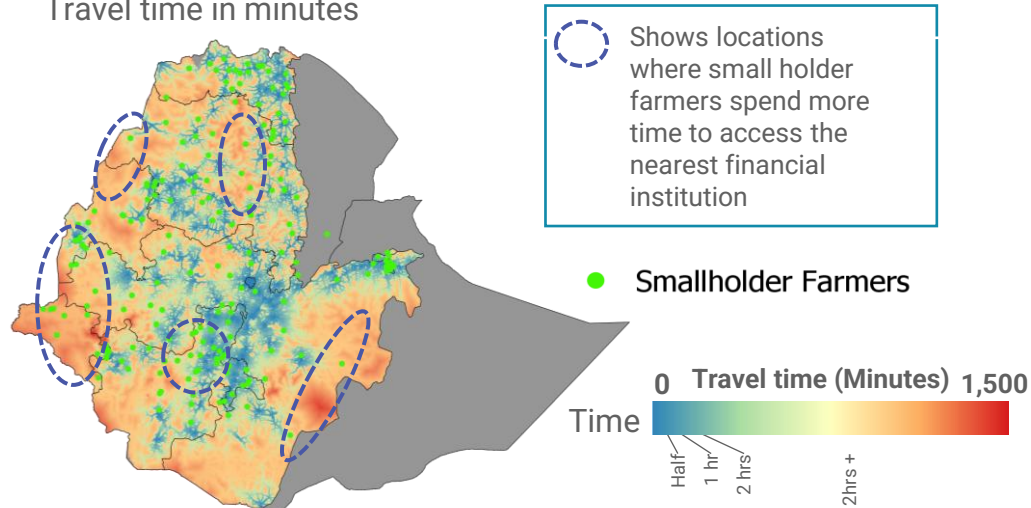 Travel time in minutes
Shows locations
where small holder
farmers spend more
time to access the
nearest financial
institution
Smallholder Farmers
0 Travel time (Minutes) 1,500
Time
Half
1 hr
2 hrs
2hrs +